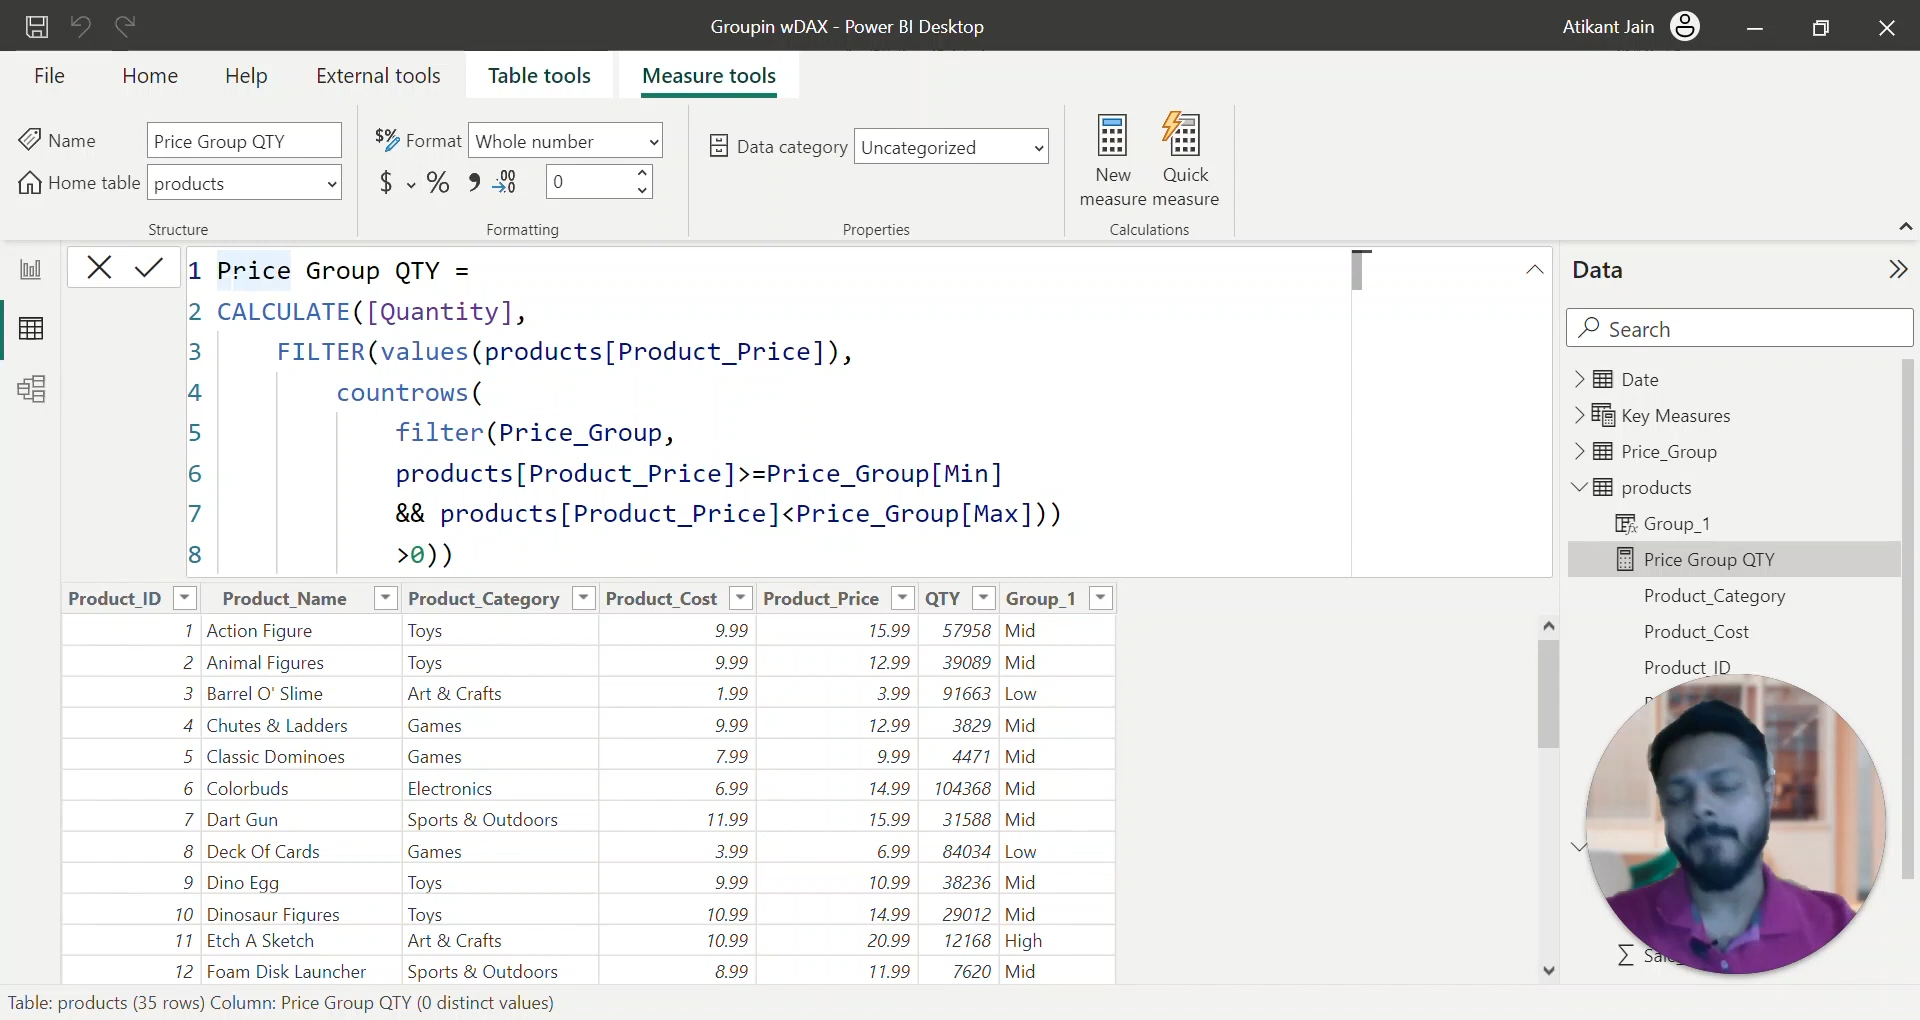 Groupin wDAX - Power BI Desktop
Atikant Jain
File
Home
Help
External tools
Table tools
Measure tools
Name
Price Group QTY
Home table
products
Structure
$% Format
Whole number
$
%
,
.00
0
Formatting
Data category
Uncategorized
Properties
New measure
Quick measure
Calculations
1 Price Group QTY =
2 CALCULATE([Quantity],
3 FILTER(values(products[Product_Price]),
4 countrows(
5 filter(Price_Group,
6 products[Product_Price]>=Price_Group[Min]
7 && products[Product_Price]<Price_Group[Max]))
8 >0))
Data
Search
Date
Key Measures
Price_Group
products
Group_1
Price Group QTY
Product_Category
Product_Cost
Product_ID
Product_ID Product_Name Product_Category Product_Cost Product_Price QTY Group_1
1 Action Figure Toys 9.99 15.99 57958 Mid
2 Animal Figures Toys 9.99 12.99 39089 Mid
3 Barrel O' Slime Art & Crafts 1.99 3.99 91663 Low
4 Chutes & Ladders Games 9.99 12.99 3829 Mid
5 Classic Dominoes Games 7.99 9.99 4471 Mid
6 Colorbuds Electronics 6.99 14.99 104368 Mid
7 Dart Gun Sports & Outdoors 11.99 15.99 31588 Mid
8 Deck Of Cards Games 3.99 6.99 84034 Low
9 Dino Egg Toys 9.99 10.99 38236 Mid
10 Dinosaur Figures Toys 10.99 14.99 29012 Mid
11 Etch A Sketch Art & Crafts 10.99 20.99 12168 High
12 Foam Disk Launcher Sports & Outdoors 8.99 11.99 7620 Mid
Table: products (35 rows) Column: Price Group QTY (0 distinct values)